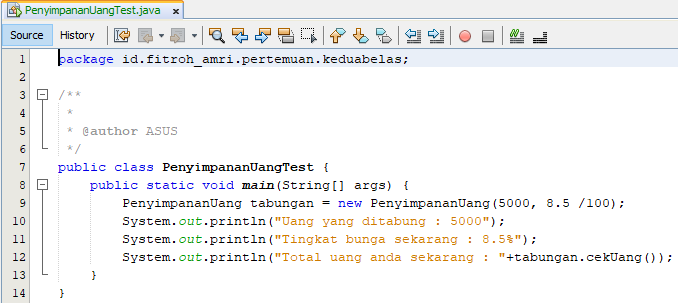 PenyimpananUangTest.java ×
Source History
1 package id.fitroh_amri.pertemuan.keduabelas;
2
3 /**
4 *
5 * @author ASUS
6 */
7 public class PenyimpananUangTest {
8 public static void main(String[] args) {
9 PenyimpananUang tabungan = new PenyimpananUang(5000, 8.5 /100);
10 System.out.println("Uang yang ditabung : 5000");
11 System.out.println("Tingkat bunga sekarang : 8.5%");
12 System.out.println("Total uang anda sekarang : "+tabungan.cekUang());
13 }
14 }